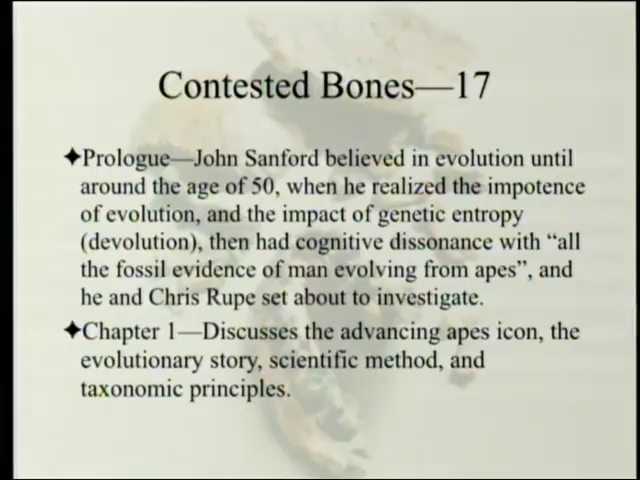 Contested Bones—17
✦Prologue—John Sanford believed in evolution until
around the age of 50, when he realized the impotence
of evolution, and the impact of genetic entropy
(devolution), then had cognitive dissonance with “all
the fossil evidence of man evolving from apes”, and
he and Chris Rupe set about to investigate.
✦Chapter 1—Discusses the advancing apes icon, the
evolutionary story, scientific method, and
taxonomic principles.